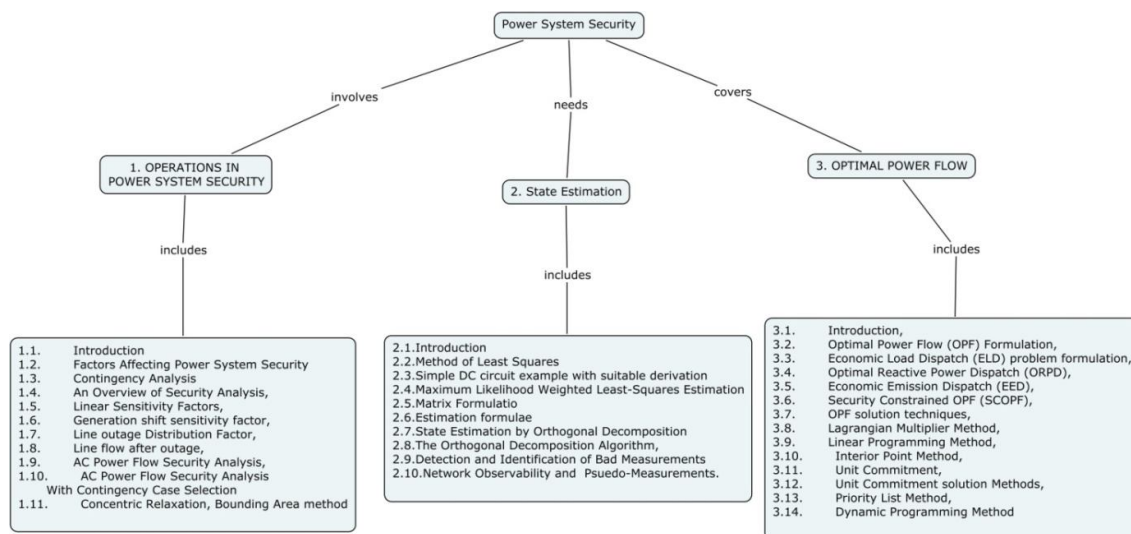 Power System Security
involves
needs
covers
1. OPERATIONS IN
POWER SYSTEM SECURITY
2. State Estimation
3. OPTIMAL POWER FLOW
includes
includes
includes
1.1. Introduction
1.2. Factors Affecting Power System Security
1.3. Contingency Analysis
1.4. An Overview of Security Analysis,
1.5. Linear Sensitivity Factors,
1.6. Generation shift sensitivity factor,
1.7. Line outage Distribution Factor,
1.8. Line flow after outage,
1.9. AC Power Flow Security Analysis,
1.10. AC Power Flow Security Analysis
With Contingency Case Selection
1.11. Concentric Relaxation, Bounding Area method
2.1.Introduction
2.2.Method of Least Squares
2.3.Simple DC circuit example with suitable derivation
2.4.Maximum Likelihood Weighted Least-Squares Estimation
2.5.Matrix Formulatio
2.6.Estimation formulae
2.7.State Estimation by Orthogonal Decomposition
2.8.The Orthogonal Decomposition Algorithm,
2.9.Detection and Identification of Bad Measurements
2.10.Network Observability and Psuedo-Measurements.
3.1. Introduction,
3.2. Optimal Power Flow (OPF) Formulation,
3.3. Economic Load Dispatch (ELD) problem formulation,
3.4. Optimal Reactive Power Dispatch (ORPD),
3.5. Economic Emission Dispatch (EED),
3.6. Security Constrained OPF (SCOPF),
3.7. OPF solution techniques,
3.8. Lagrangian Multiplier Method,
3.9. Linear Programming Method,
3.10. Interior Point Method,
3.11. Unit Commitment,
3.12. Unit Commitment solution Methods,
3.13. Priority List Method,
3.14. Dynamic Programming Method